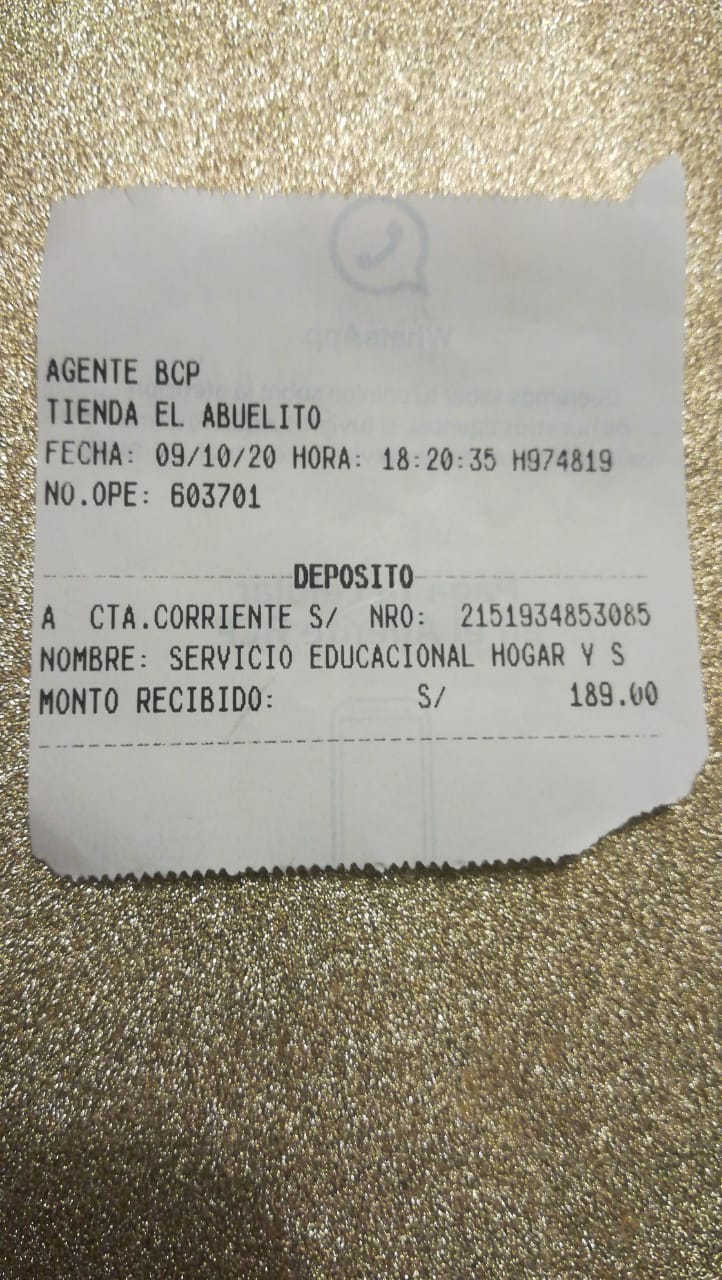 AGENTE BCP
TIENDA EL ABUELITO
FECHA: 09/10/20 HORA: 18:20:35 H974819
NO.OPE: 603701
DEPOSITO
A CTA.CORRIENTE S/ NRO: 2151934853085
NOMBRE: SERVICIO EDUCACIONAL HOGAR Y S
MONTO RECIBIDO: S/ 189.00